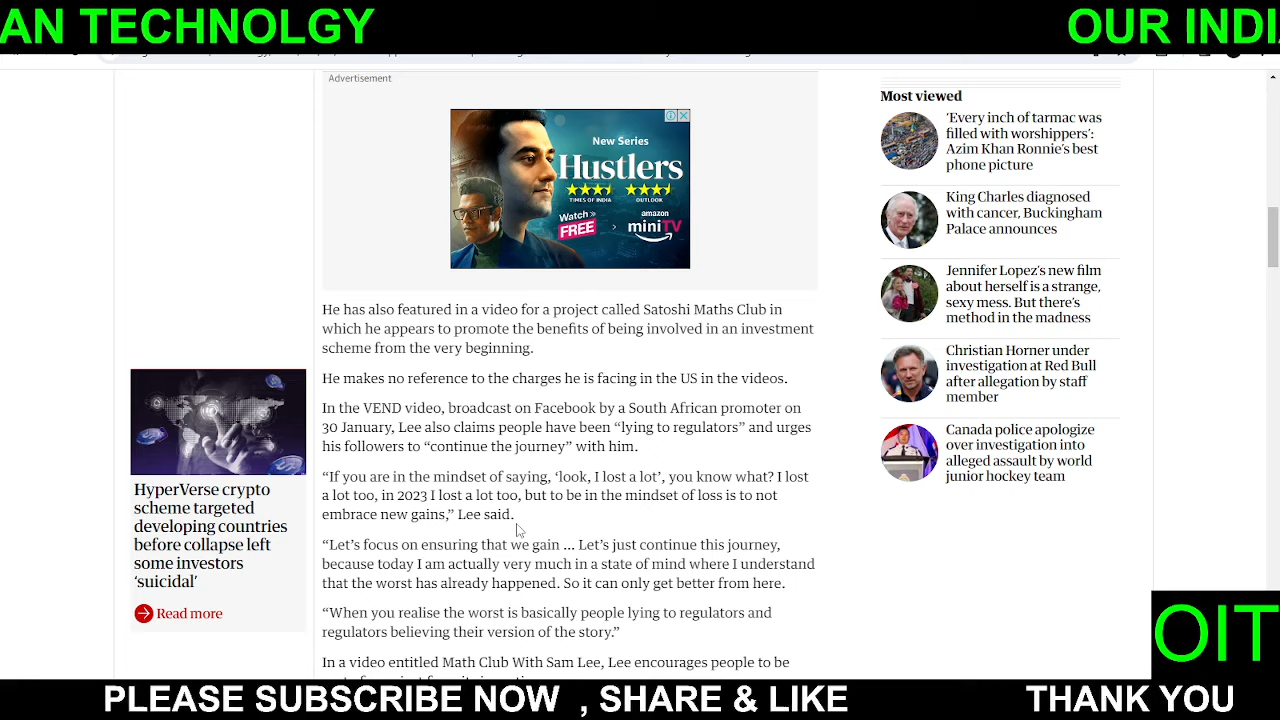 AN TECHNOLGY
OUR INDIA
Advertisement
New Series
Hustlers
TIMES OF INDIA
OUTLOOK
Watch »
FREE
amazon
miniTV
Most viewed
‘Every inch of tarmac was
filled with worshippers’:
Azim Khan Ronnie’s best
phone picture
King Charles diagnosed
with cancer, Buckingham
Palace announces
Jennifer Lopez’s new film
about herself is a strange,
sexy mess. But there’s
method in the madness
Christian Horner under
investigation at Red Bull
after allegation by staff
member
Canada police apologize
over investigation into
alleged assault by world
junior hockey team
He has also featured in a video for a project called Satoshi Maths Club in
which he appears to promote the benefits of being involved in an investment
scheme from the very beginning.
He makes no reference to the charges he is facing in the US in the videos.
In the VEND video, broadcast on Facebook by a South African promoter on
30 January, Lee also claims people have been “lying to regulators” and urges
his followers to “continue the journey” with him.
“If you are in the mindset of saying, ‘look, I lost a lot’, you know what? I lost
a lot too, in 2023 I lost a lot too, but to be in the mindset of loss is to not
embrace new gains,” Lee said.
“Let’s focus on ensuring that we gain ... Let’s just continue this journey,
because today I am actually very much in a state of mind where I understand
that the worst has already happened. So it can only get better from here.
“When you realise the worst is basically people lying to regulators and
regulators believing their version of the story.”
In a video entitled Math Club With Sam Lee, Lee encourages people to be
HyperVerse crypto
scheme targeted
developing countries
before collapse left
some investors
‘suicidal’
Read more
OIT
PLEASE SUBSCRIBE NOW , SHARE & LIKE
THANK YOU